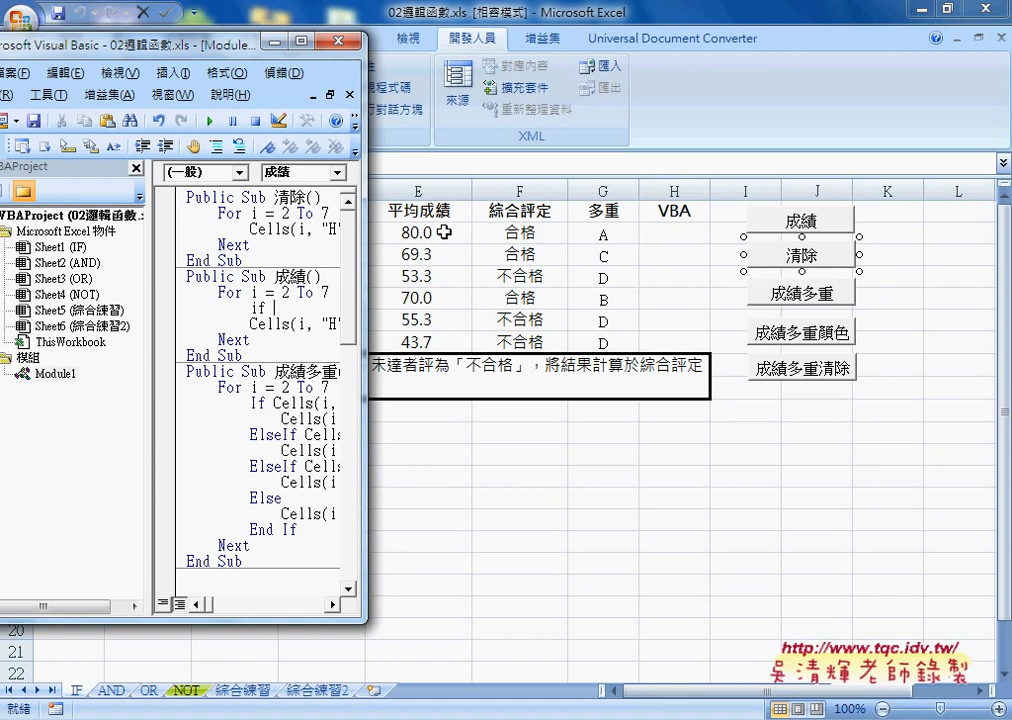 02邏輯函數.xls [相容模式] - Microsoft Excel
檢視 開發人員 增益集 Universal Document Converter
來源 對應內容 匯入
擴充套件 匯出
重新整理資料
XML
程式碼
行對話方塊
rosoft Visual Basic - 02邏輯函數.xls - [Module...
編輯(E) 檢視(V) 插入(I) 格式(O) 偵錯(D)
工具(T) 增益集(A) 視窗(W) 說明(H)
BAProject
(一般) 成績
VBAProject (02邏輯函數.:
Microsoft Excel 物件
Sheet1 (IF)
Sheet2 (AND)
Sheet3 (OR)
Sheet4 (NOT)
Sheet5 (綜合練習)
Sheet6 (綜合練習2)
ThisWorkbook
模組
Module1
Public Sub 清除()
For i = 2 To 7
Cells(i, "H"
Next
End Sub
Public Sub 成績()
For i = 2 To 7
if
Cells(i, "H"
Next
End Sub
Public Sub 成績多重
For i = 2 To 7
If Cells(i,
Cells(i
ElseIf Cells
Cells(i
ElseIf Cells
Cells(i
Else
Cells(i
End If
Next
End Sub
E F G H I J K L
平均成績 綜合評定 多重 VBA
80.0 合格 A
69.3 合格 C
53.3 不合格 D
70.0 合格 B
55.3 不合格 D
43.7 不合格 D
未達者評為「不合格」，將結果計算於綜合評定
成績
清除
成績多重
成績多重顏色
成績多重清除
20
21
22
http://www.tqc.idv.tw/
吳清輝老師錄製
IF AND OR NOT 綜合練習 綜合練習2
就緒 100%